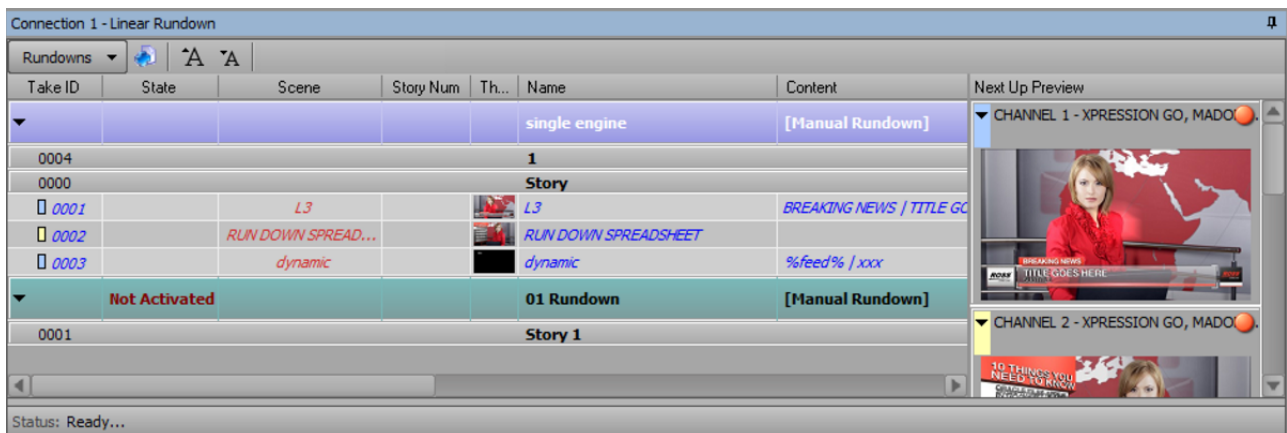 Connection 1 - Linear Rundown
Rundowns
Take ID State Scene Story Num Th... Name Content Next Up Preview
single engine [Manual Rundown]
0004 1
0000 Story
0001 L3 L3 BREAKING NEWS | TITLE GO
0002 RUN DOWN SPREAD... RUN DOWN SPREADSHEET
0003 dynamic dynamic %feed% | xxx
Not Activated 01 Rundown [Manual Rundown]
0001 Story 1
CHANNEL 1 - XPRESSION GO, MADO
BREAKING NEWS
ROSS TITLE GOES HERE ROSS
CHANNEL 2 - XPRESSION GO, MADO
10 THINGS YOU
NEED TO KNOW
Status: Ready...